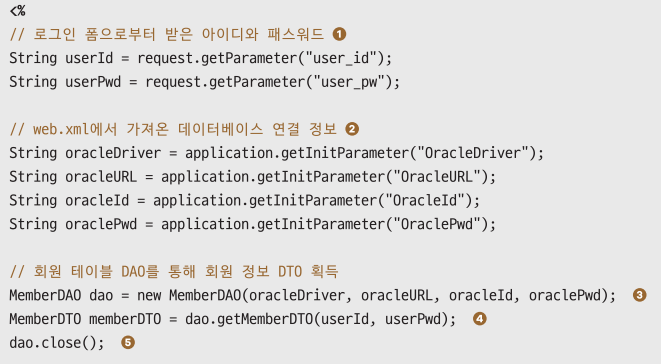 <%
// 로그인 폼으로부터 받은 아이디와 패스워드 ❶
String userId = request.getParameter("user_id");
String userPwd = request.getParameter("user_pw");

// web.xml에서 가져온 데이터베이스 연결 정보 ❷
String oracleDriver = application.getInitParameter("OracleDriver");
String oracleURL = application.getInitParameter("OracleURL");
String oracleId = application.getInitParameter("OracleId");
String oraclePwd = application.getInitParameter("OraclePwd");

// 회원 테이블 DAO를 통해 회원 정보 DTO 획득
MemberDAO dao = new MemberDAO(oracleDriver, oracleURL, oracleId, oraclePwd); ❸
MemberDTO memberDTO = dao.getMemberDTO(userId, userPwd); ❹
dao.close(); ❺